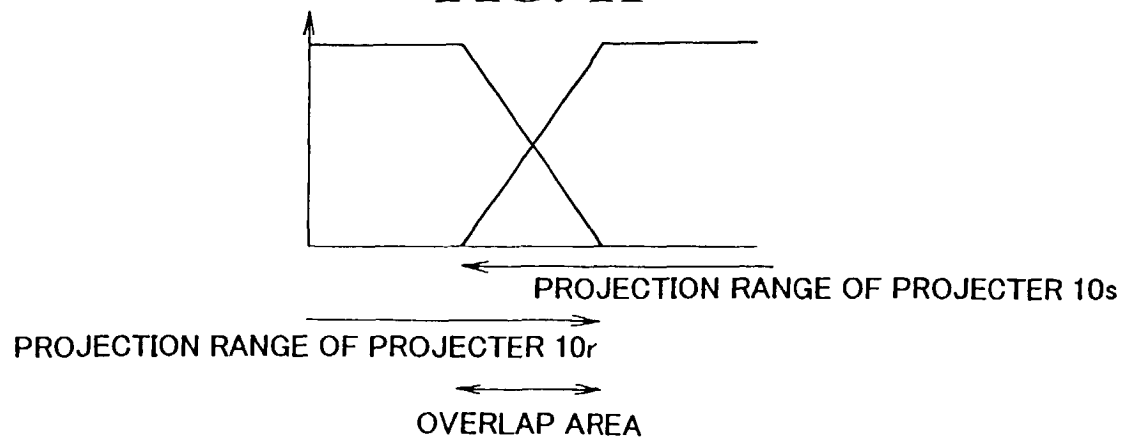 PROJECTION RANGE OF PROJECTER 10s
PROJECTION RANGE OF PROJECTER 10r
OVERLAP AREA